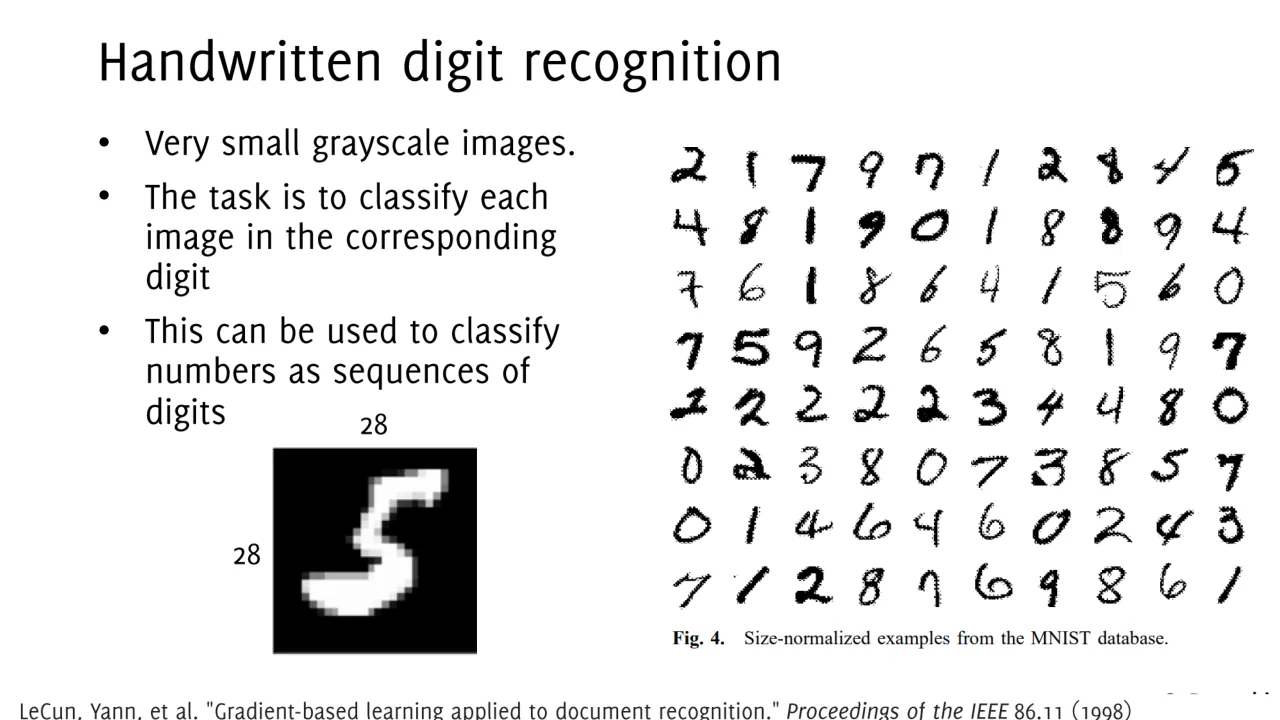 Handwritten digit recognition
• Very small grayscale images.
• The task is to classify each
image in the corresponding
digit
• This can be used to classify
numbers as sequences of
digits
28
28
5
2 1 7 9 7 1 2 8 4 5
4 8 1 9 0 1 8 8 9 4
7 6 1 8 6 4 1 5 6 0
7 5 9 2 6 5 8 1 9 7
2 2 2 2 2 3 4 4 8 0
0 2 3 8 0 7 3 8 5 7
0 1 4 6 4 6 0 2 4 3
7 1 2 8 7 6 9 8 6 1
Fig. 4. Size-normalized examples from the MNIST database.
LeCun, Yann, et al. "Gradient-based learning applied to document recognition." Proceedings of the IEEE 86.11 (1998)